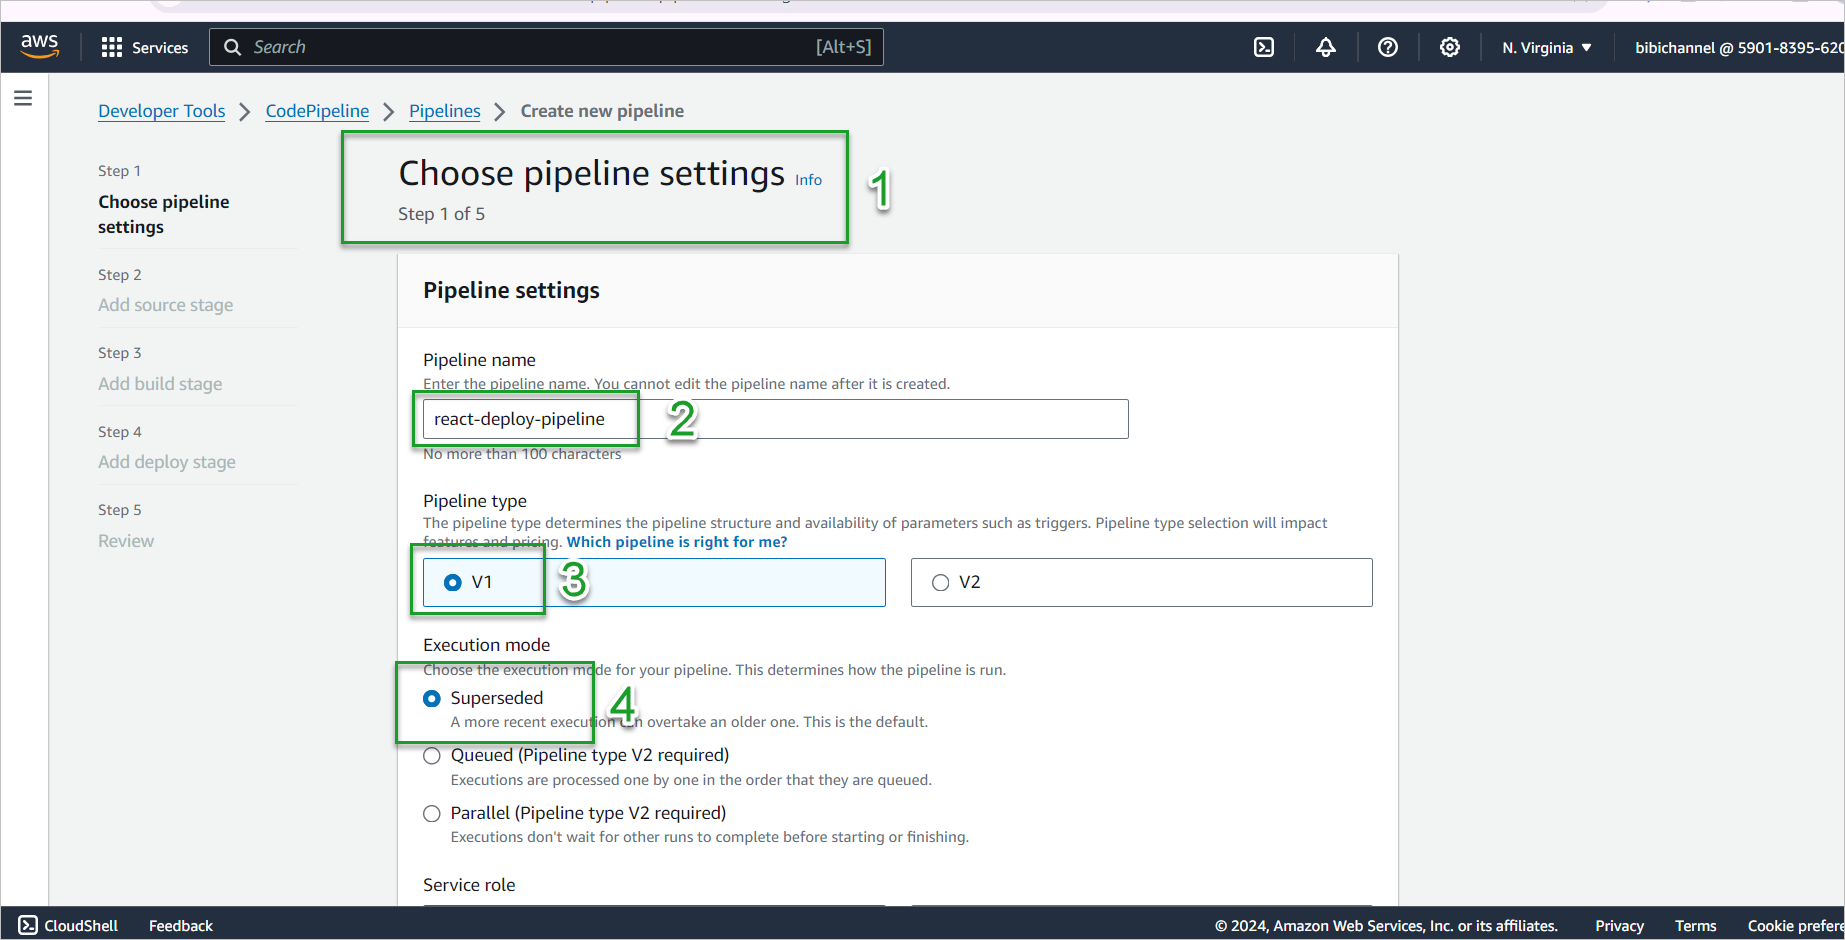 aws
Services
Search
[Alt+S]
N. Virginia
bibichannel @ 5901-8395-620
Developer Tools
CodePipeline
Pipelines
Create new pipeline
Step 1
Choose pipeline
settings
Step 2
Add source stage
Step 3
Add build stage
Step 4
Add deploy stage
Step 5
Review
Choose pipeline settings Info
Step 1 of 5
1
Pipeline settings
Pipeline name
Enter the pipeline name. You cannot edit the pipeline name after it is created.
react-deploy-pipeline
2
No more than 100 characters
Pipeline type
The pipeline type determines the pipeline structure and availability of parameters such as triggers. Pipeline type selection will impact
features and pricing. Which pipeline is right for me?
V1
3
V2
Execution mode
Choose the execution mode for your pipeline. This determines how the pipeline is run.
Superseded
4
A more recent execution can overtake an older one. This is the default.
Queued (Pipeline type V2 required)
Executions are processed one by one in the order that they are queued.
Parallel (Pipeline type V2 required)
Executions don't wait for other runs to complete before starting or finishing.
Service role
CloudShell
Feedback
© 2024, Amazon Web Services, Inc. or its affiliates.
Privacy
Terms
Cookie prefere